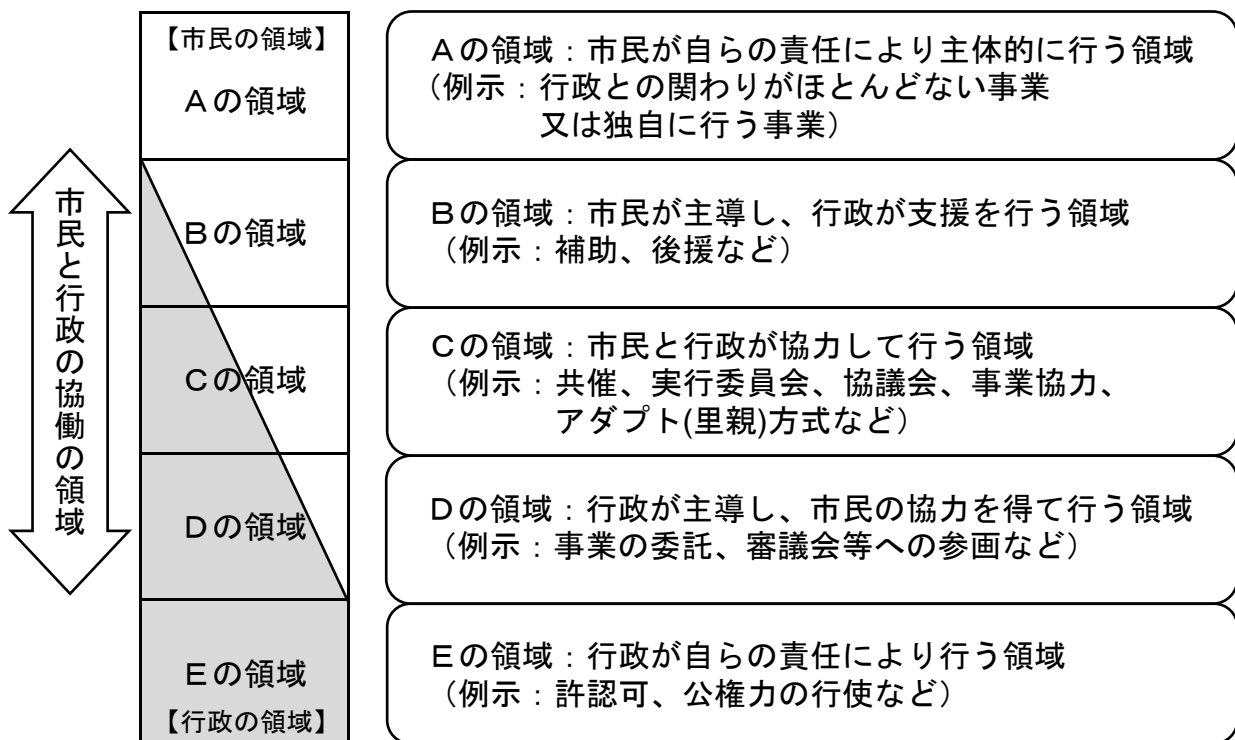 【市民の領域】
Ａの領域
Ａの領域：市民が自らの責任により主体的に行う領域
（例示：行政との関わりがほとんどない事業
又は独自に行う事業）
市民と行政の協働の領域
Ｂの領域
Ｂの領域：市民が主導し、行政が支援を行う領域
（例示：補助、後援など）
Ｃの領域
Ｃの領域：市民と行政が協力して行う領域
（例示：共催、実行委員会、協議会、事業協力、
アダプト(里親)方式など）
Ｄの領域
Ｄの領域：行政が主導し、市民の協力を得て行う領域
（例示：事業の委託、審議会等への参画など）
Ｅの領域
【行政の領域】
Ｅの領域：行政が自らの責任により行う領域
（例示：許認可、公権力の行使など）